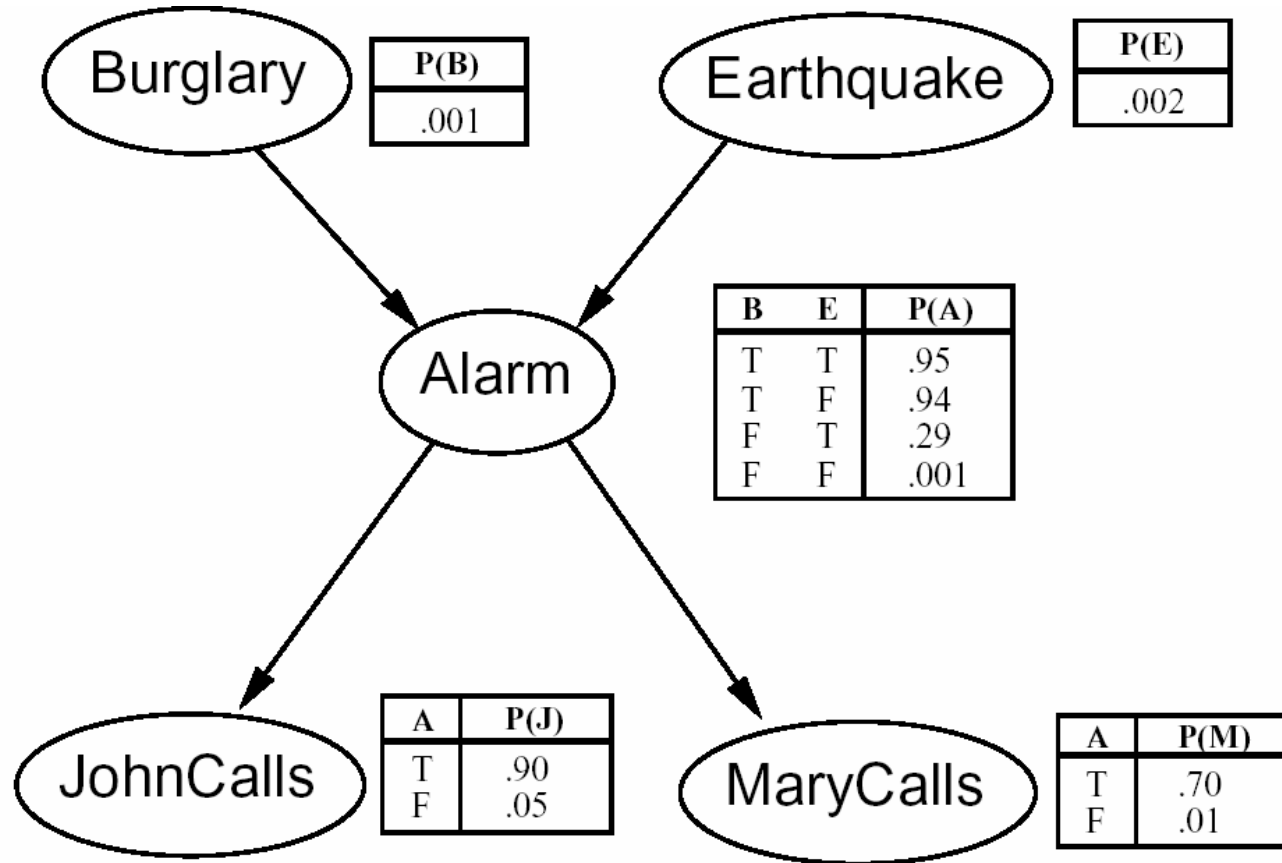 Burglary
P(B)
.001
Earthquake
P(E)
.002
Alarm
B E P(A)
T T .95
T F .94
F T .29
F F .001
JohnCalls
A P(J)
T .90
F .05
MaryCalls
A P(M)
T .70
F .01